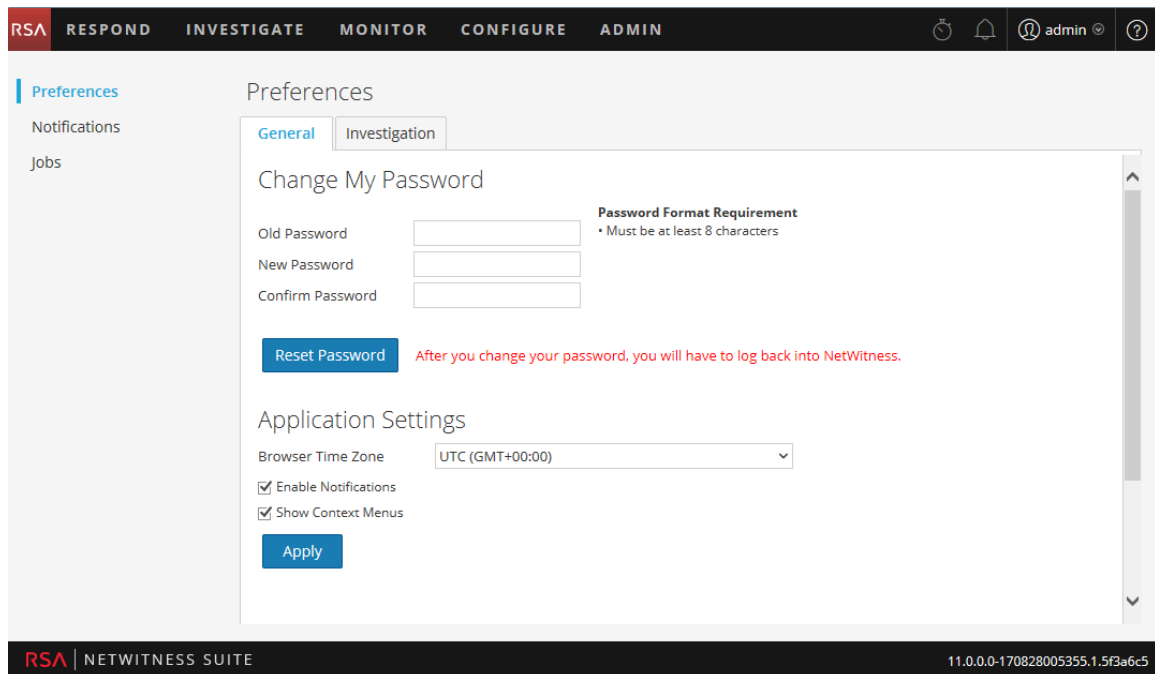 RSA RESPOND INVESTIGATE MONITOR CONFIGURE ADMIN admin ?
Preferences
Notifications
Jobs
Preferences
General Investigation
Change My Password
Password Format Requirement
• Must be at least 8 characters
Old Password
New Password
Confirm Password
Reset Password After you change your password, you will have to log back into NetWitness.
Application Settings
Browser Time Zone UTC (GMT+00:00)
Enable Notifications
Show Context Menus
Apply
RSA NETWITNESS SUITE 11.0.0.0-170828005355.1.5f3a6c5